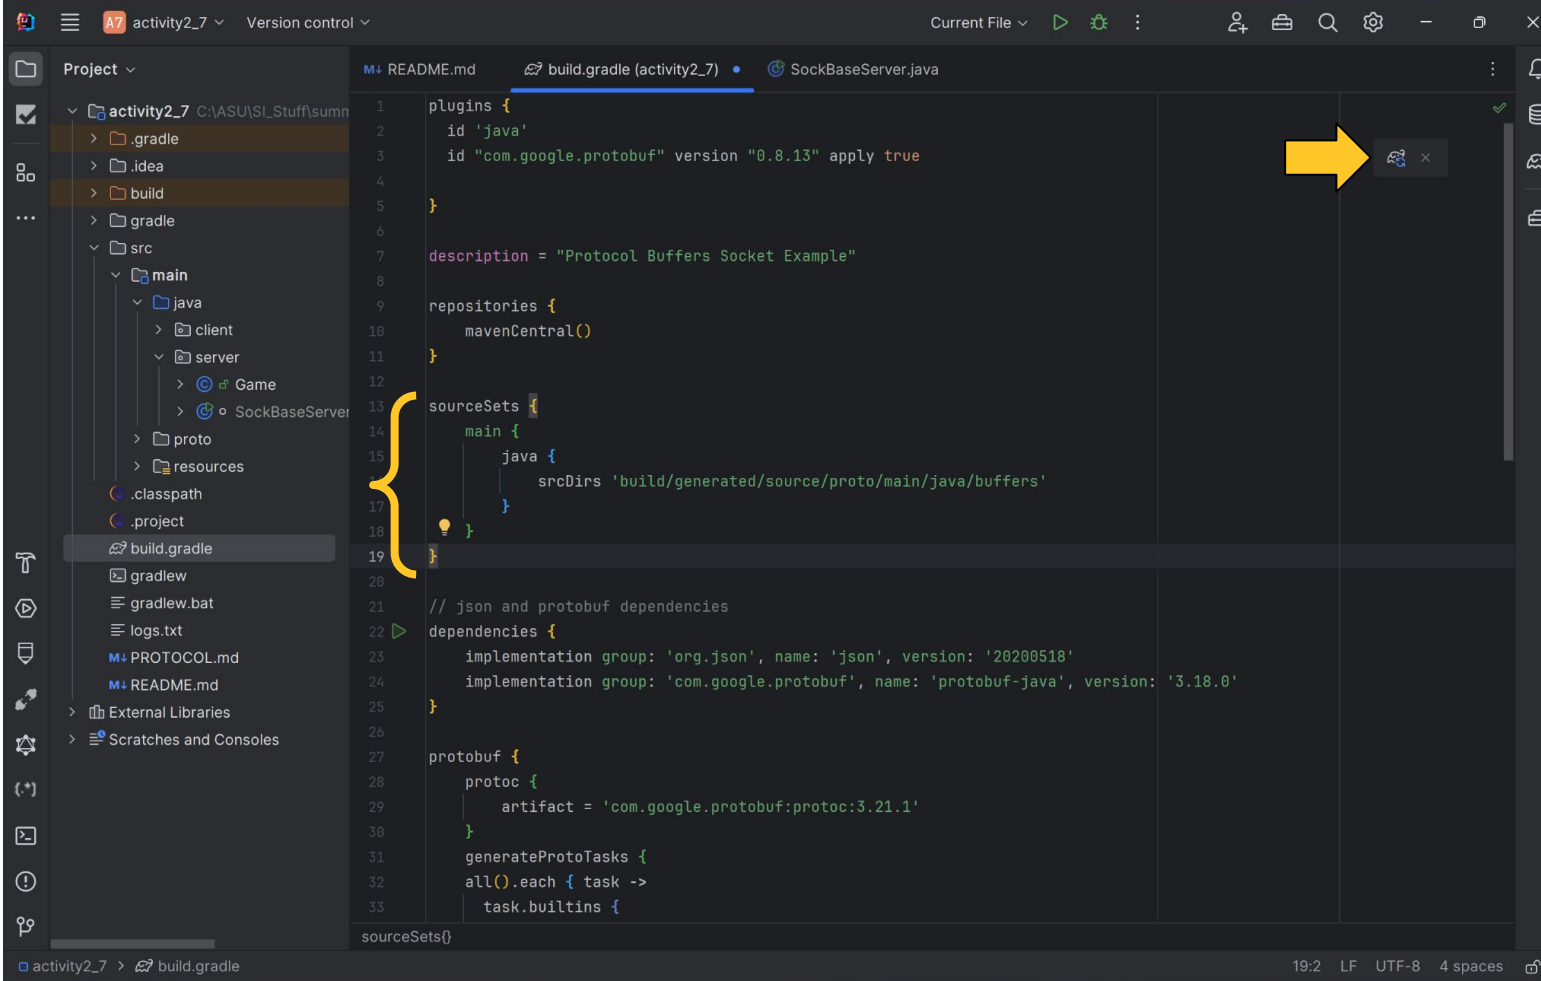 A7 activity2_7 Version control Current File
Project
README.md build.gradle (activity2_7) SockBaseServer.java
activity2_7 C:\ASU\SI_Stuff\summ
.gradle
.idea
build
gradle
src
main
java
client
server
Game
SockBaseServer
proto
resources
.classpath
.project
build.gradle
gradlew
gradlew.bat
logs.txt
M↓ PROTOCOL.md
M↓ README.md
External Libraries
Scratches and Consoles
1 plugins {
2 id 'java'
3 id "com.google.protobuf" version "0.8.13" apply true
4
5 }
6
7 description = "Protocol Buffers Socket Example"
8
9 repositories {
10 mavenCentral()
11 }
12
13 sourceSets {
14 main {
15 java {
srcDirs 'build/generated/source/proto/main/java/buffers'
17 }
18 }
19 }
20
21 // json and protobuf dependencies
22 dependencies {
23 implementation group: 'org.json', name: 'json', version: '20200518'
24 implementation group: 'com.google.protobuf', name: 'protobuf-java', version: '3.18.0'
25 }
26
27 protobuf {
28 protoc {
29 artifact = 'com.google.protobuf:protoc:3.21.1'
30 }
31 generateProtoTasks {
32 all().each { task ->
33 task.builtins {
sourceSets{}
activity2_7 > build.gradle 19:2 LF UTF-8 4 spaces